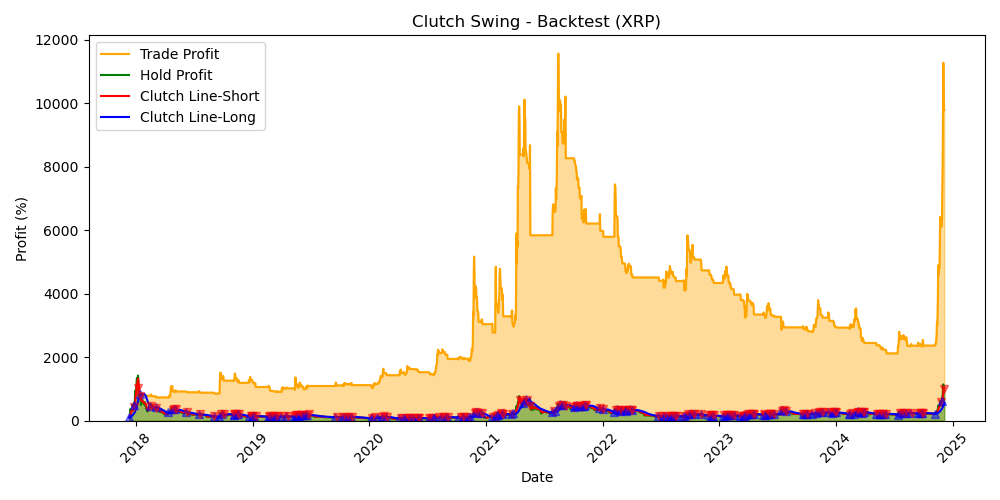 Clutch Swing - Backtest (XRP)
Profit (%)
12000
10000
8000
6000
4000
2000
0
Trade Profit
Hold Profit
Clutch Line-Short
Clutch Line-Long
2018
2019
2020
2021
2022
2023
2024
2025
Date